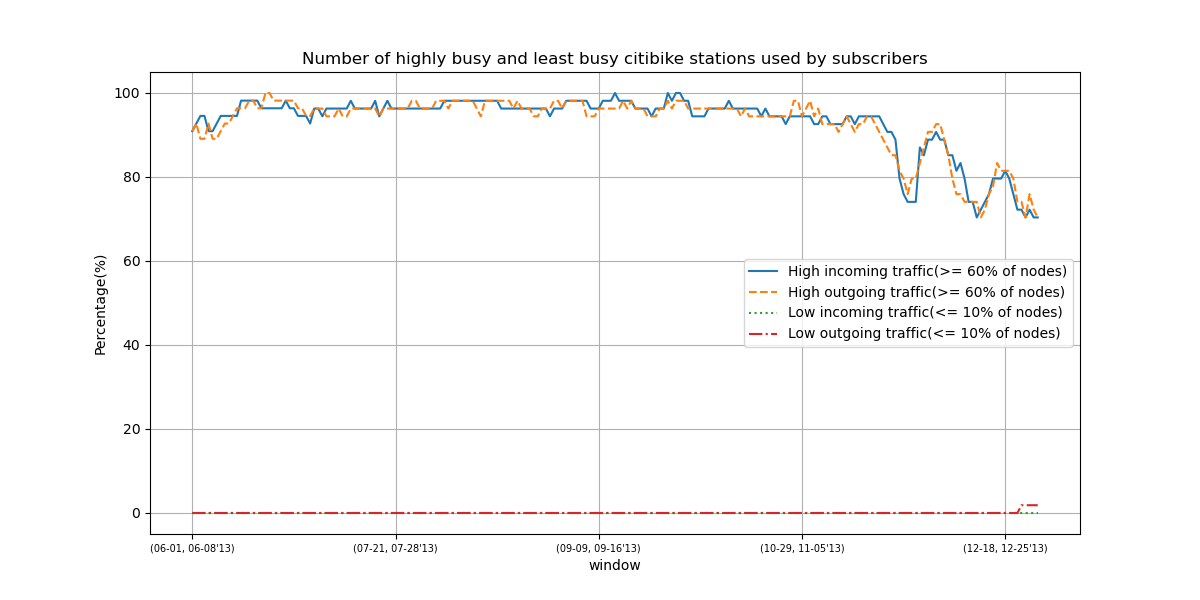 Number of highly busy and least busy citibike stations used by subscribers
Percentage(%)
100
80
60
40
20
0
High incoming traffic(>= 60% of nodes)
High outgoing traffic(>= 60% of nodes)
Low incoming traffic(<= 10% of nodes)
Low outgoing traffic(<= 10% of nodes)
(06-01, 06-08'13)
(07-21, 07-28'13)
(09-09, 09-16'13)
(10-29, 11-05'13)
(12-18, 12-25'13)
window